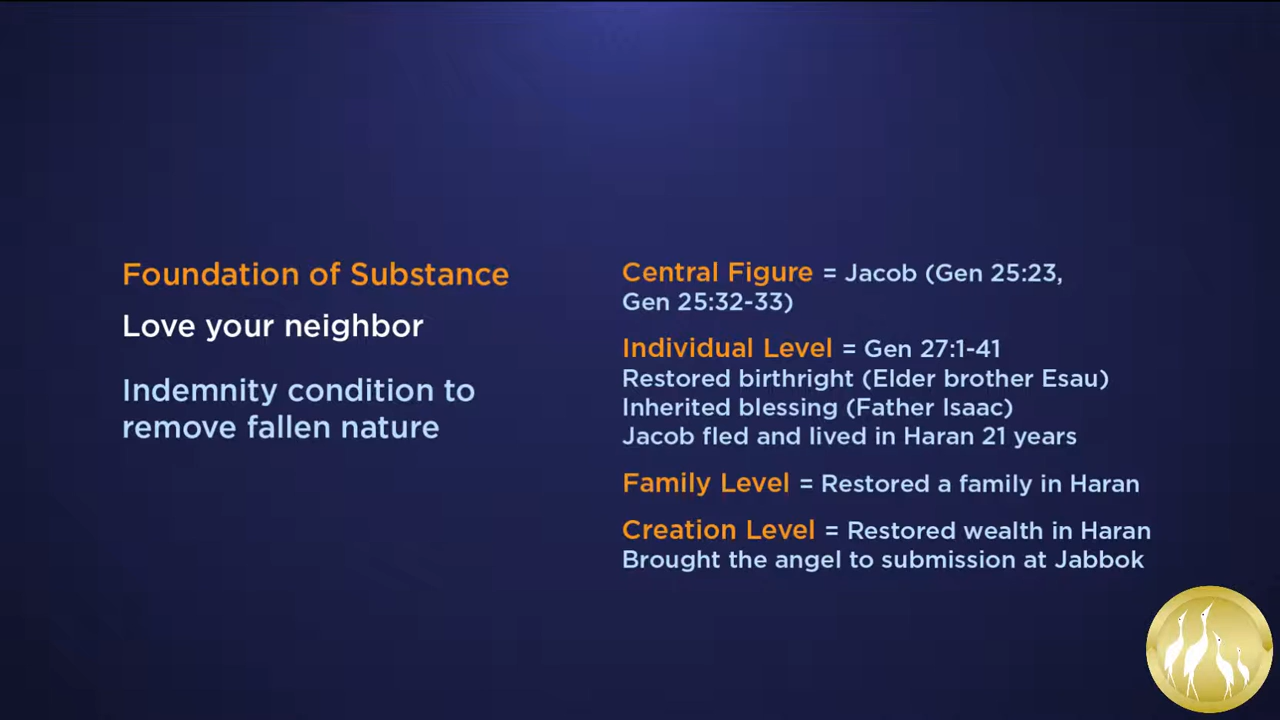 Foundation of Substance
Love your neighbor
Indemnity condition to
remove fallen nature
Central Figure = Jacob (Gen 25:23,
Gen 25:32-33)
Individual Level = Gen 27:1-41
Restored birthright (Elder brother Esau)
Inherited blessing (Father Isaac)
Jacob fled and lived in Haran 21 years
Family Level = Restored a family in Haran
Creation Level = Restored wealth in Haran
Brought the angel to submission at Jabbok